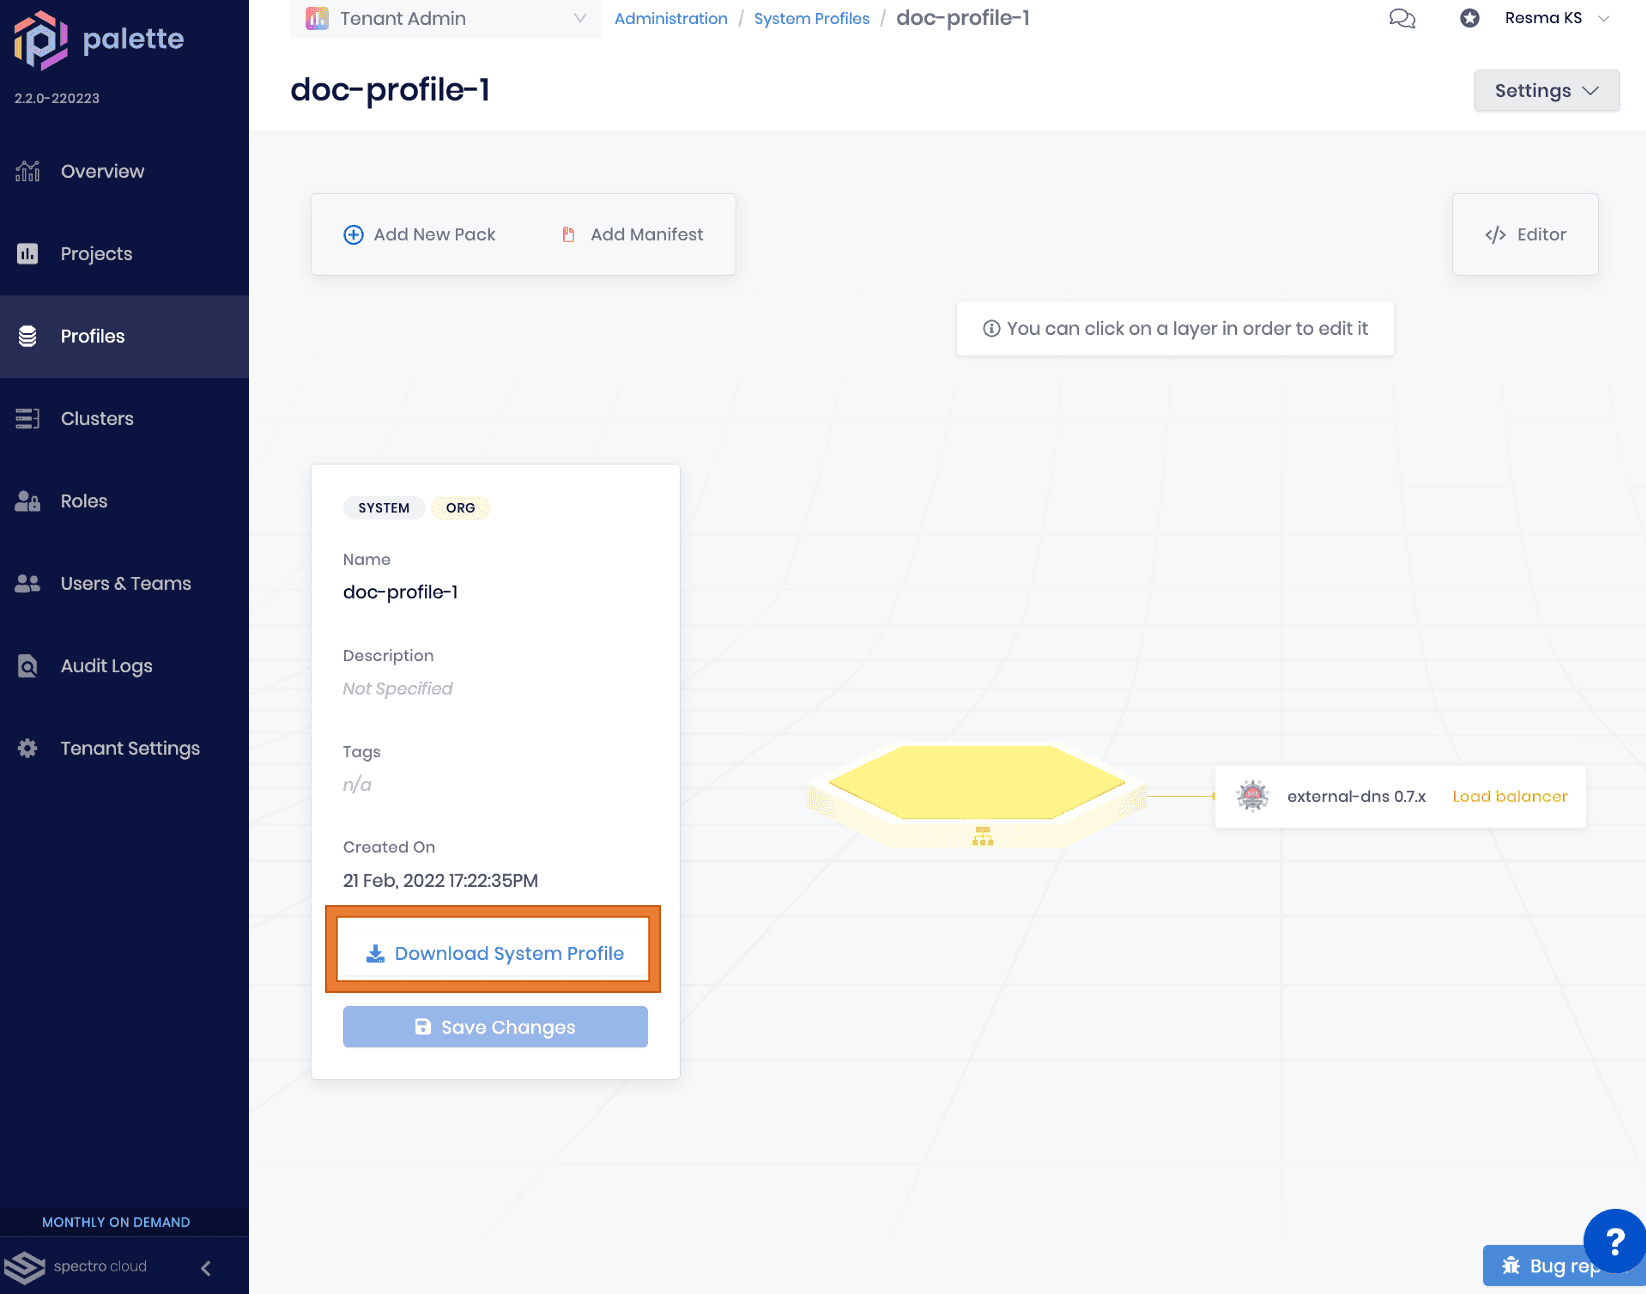 palette
2.2.0-220223
Overview
Projects
Profiles
Clusters
Roles
Users & Teams
Audit Logs
Tenant Settings
MONTHLY ON DEMAND
spectro cloud
Tenant Admin
Administration / System Profiles / doc-profile-1
Resma KS
doc-profile-1
Settings
Add New Pack
Add Manifest
</> Editor
You can click on a layer in order to edit it
SYSTEM
ORG
Name
doc-profile-1
Description
Not Specified
Tags
n/a
Created On
21 Feb, 2022 17:22:35PM
Download System Profile
Save Changes
external-dns 0.7.x
Load balancer
?
Bug